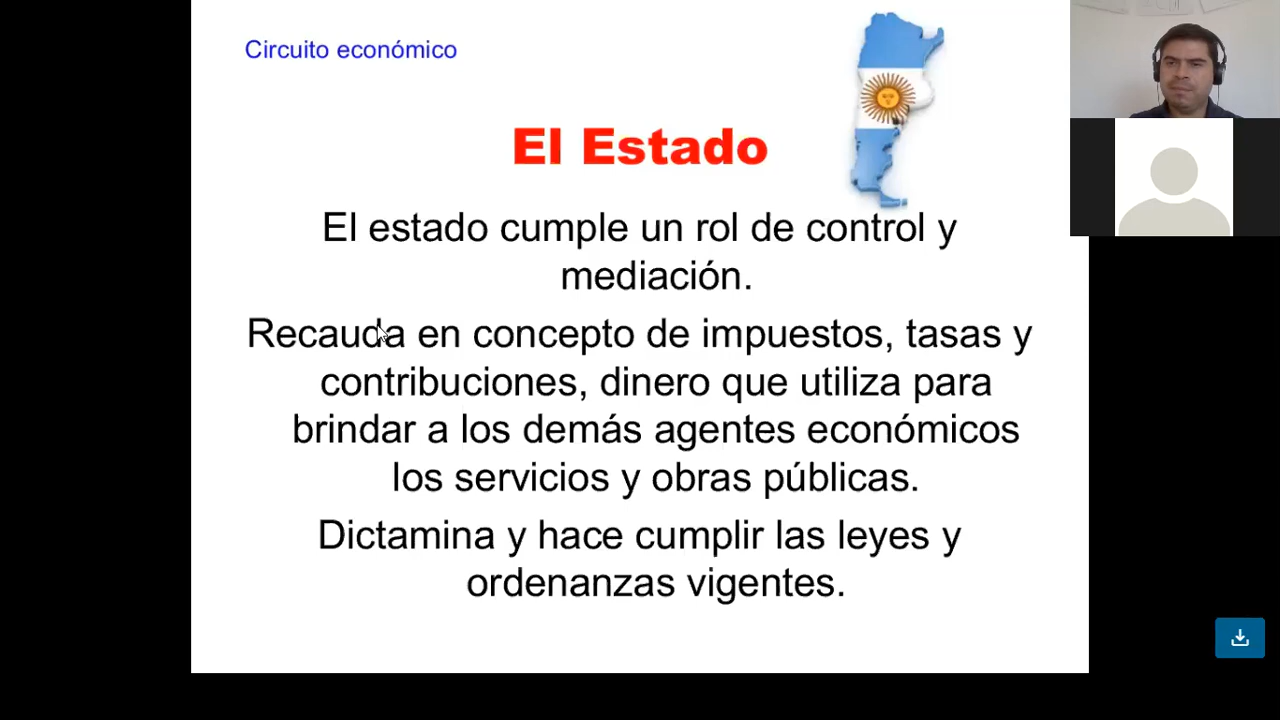 Circuito económico
El Estado
El estado cumple un rol de control y
mediación.
Recauda en concepto de impuestos, tasas y
contribuciones, dinero que utiliza para
brindar a los demás agentes económicos
los servicios y obras públicas.
Dictamina y hace cumplir las leyes y
ordenanzas vigentes.